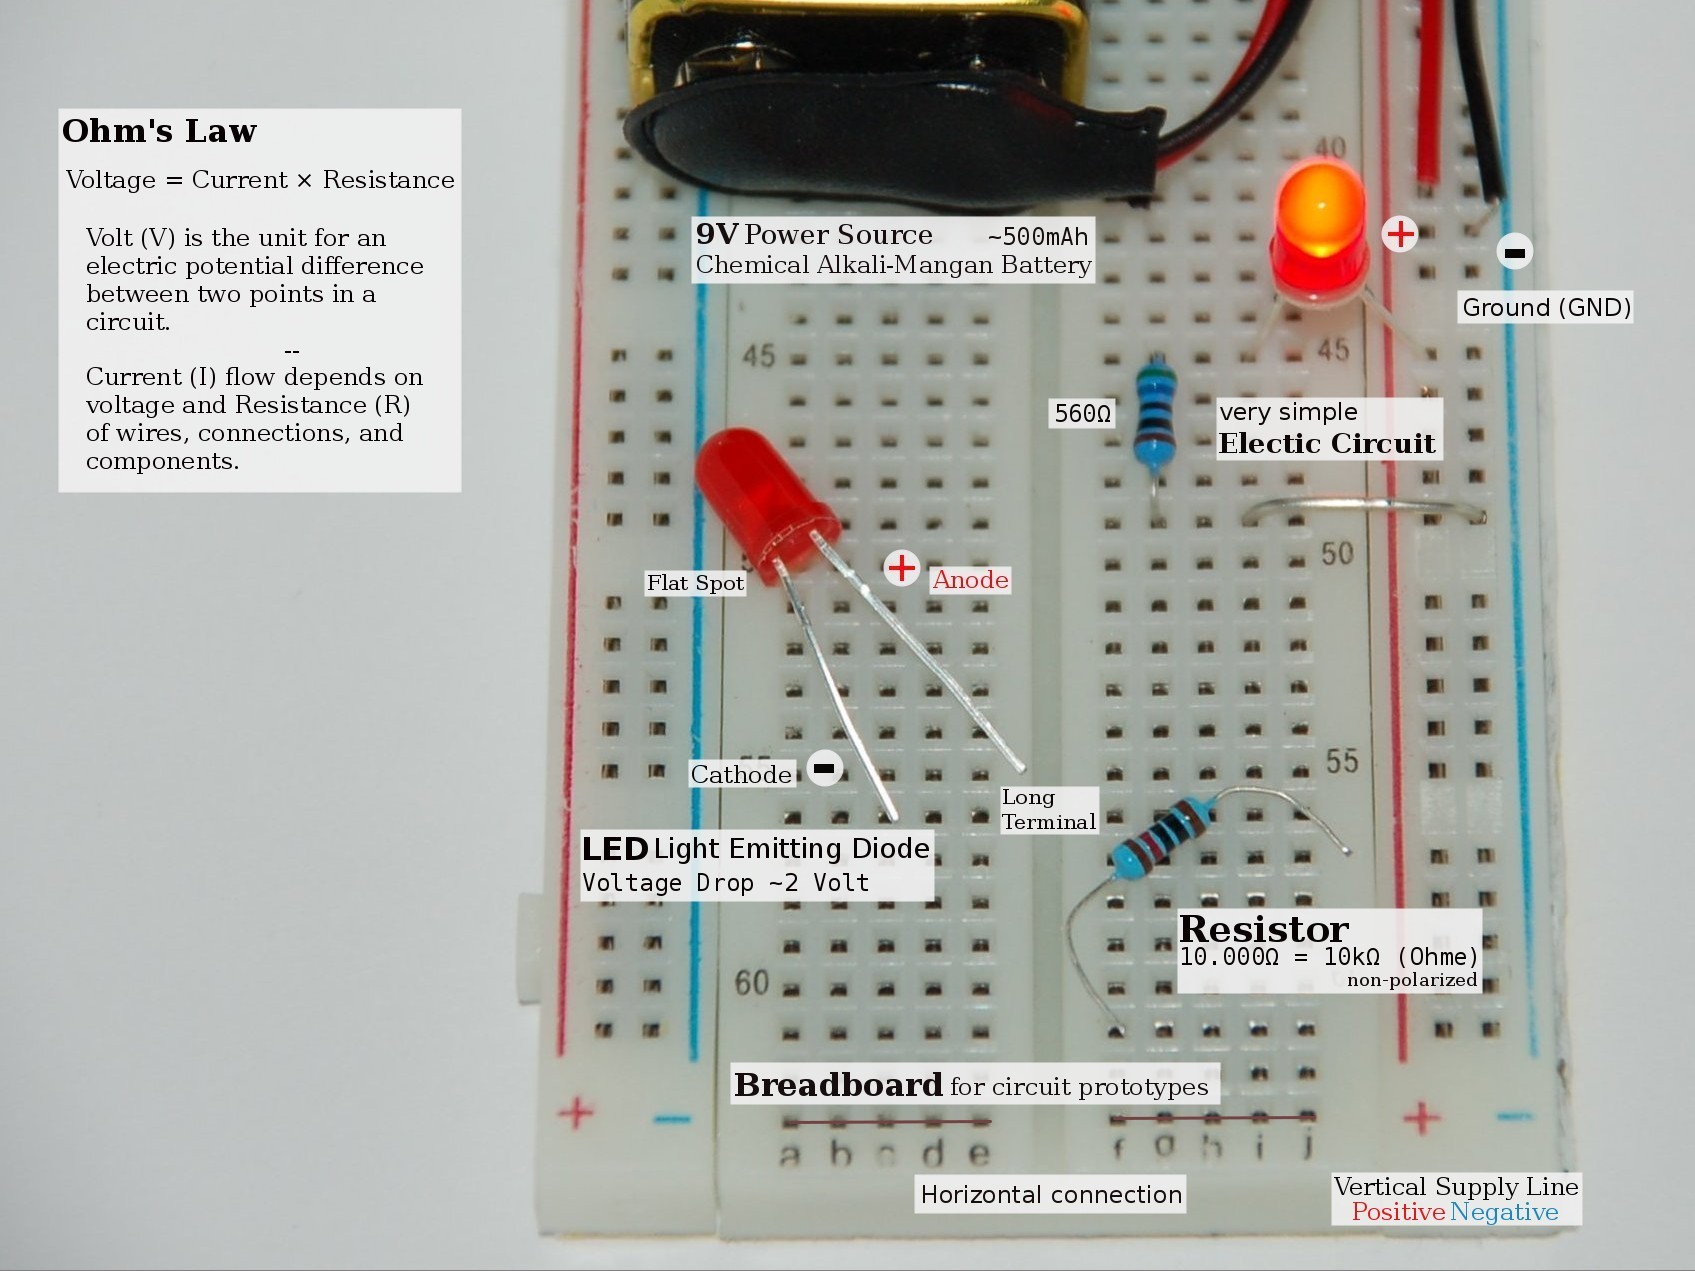 Ohm's Law
Voltage = Current × Resistance
Volt (V) is the unit for an
electric potential difference
between two points in a
circuit.
--
Current (I) flow depends on
voltage and Resistance (R)
of wires, connections, and
components.
40
+
-
9V Power Source ~500mAh
Chemical Alkali-Mangan Battery
Ground (GND)
45
45
560Ω
very simple
Electic Circuit
50
+
Anode
Flat Spot
55
Cathode
-
Long
Terminal
LED Light Emitting Diode
Voltage Drop ~2 Volt
Resistor
10.000Ω = 10kΩ (Ohme)
non-polarized
60
Breadboard for circuit prototypes
+ − + −
a b c d e f g h i j
Horizontal connection
Vertical Supply Line
Positive Negative